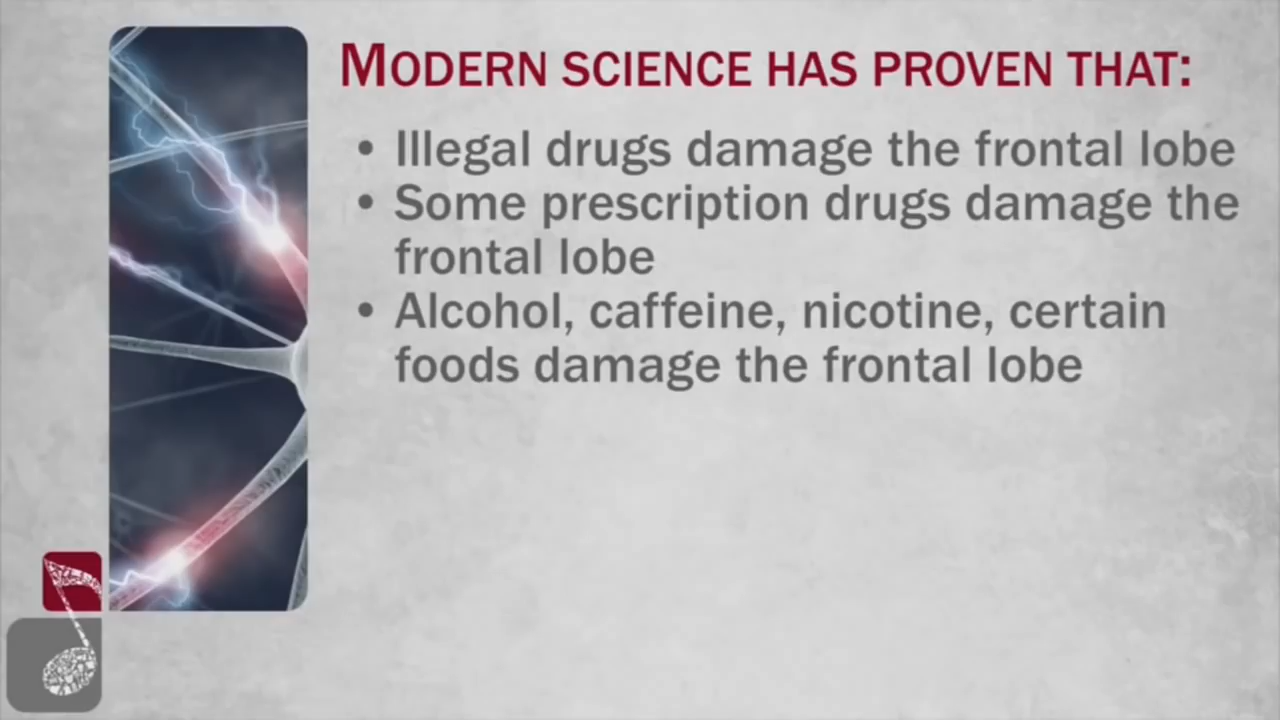 MODERN SCIENCE HAS PROVEN THAT:
• Illegal drugs damage the frontal lobe
• Some prescription drugs damage the
frontal lobe
• Alcohol, caffeine, nicotine, certain
foods damage the frontal lobe